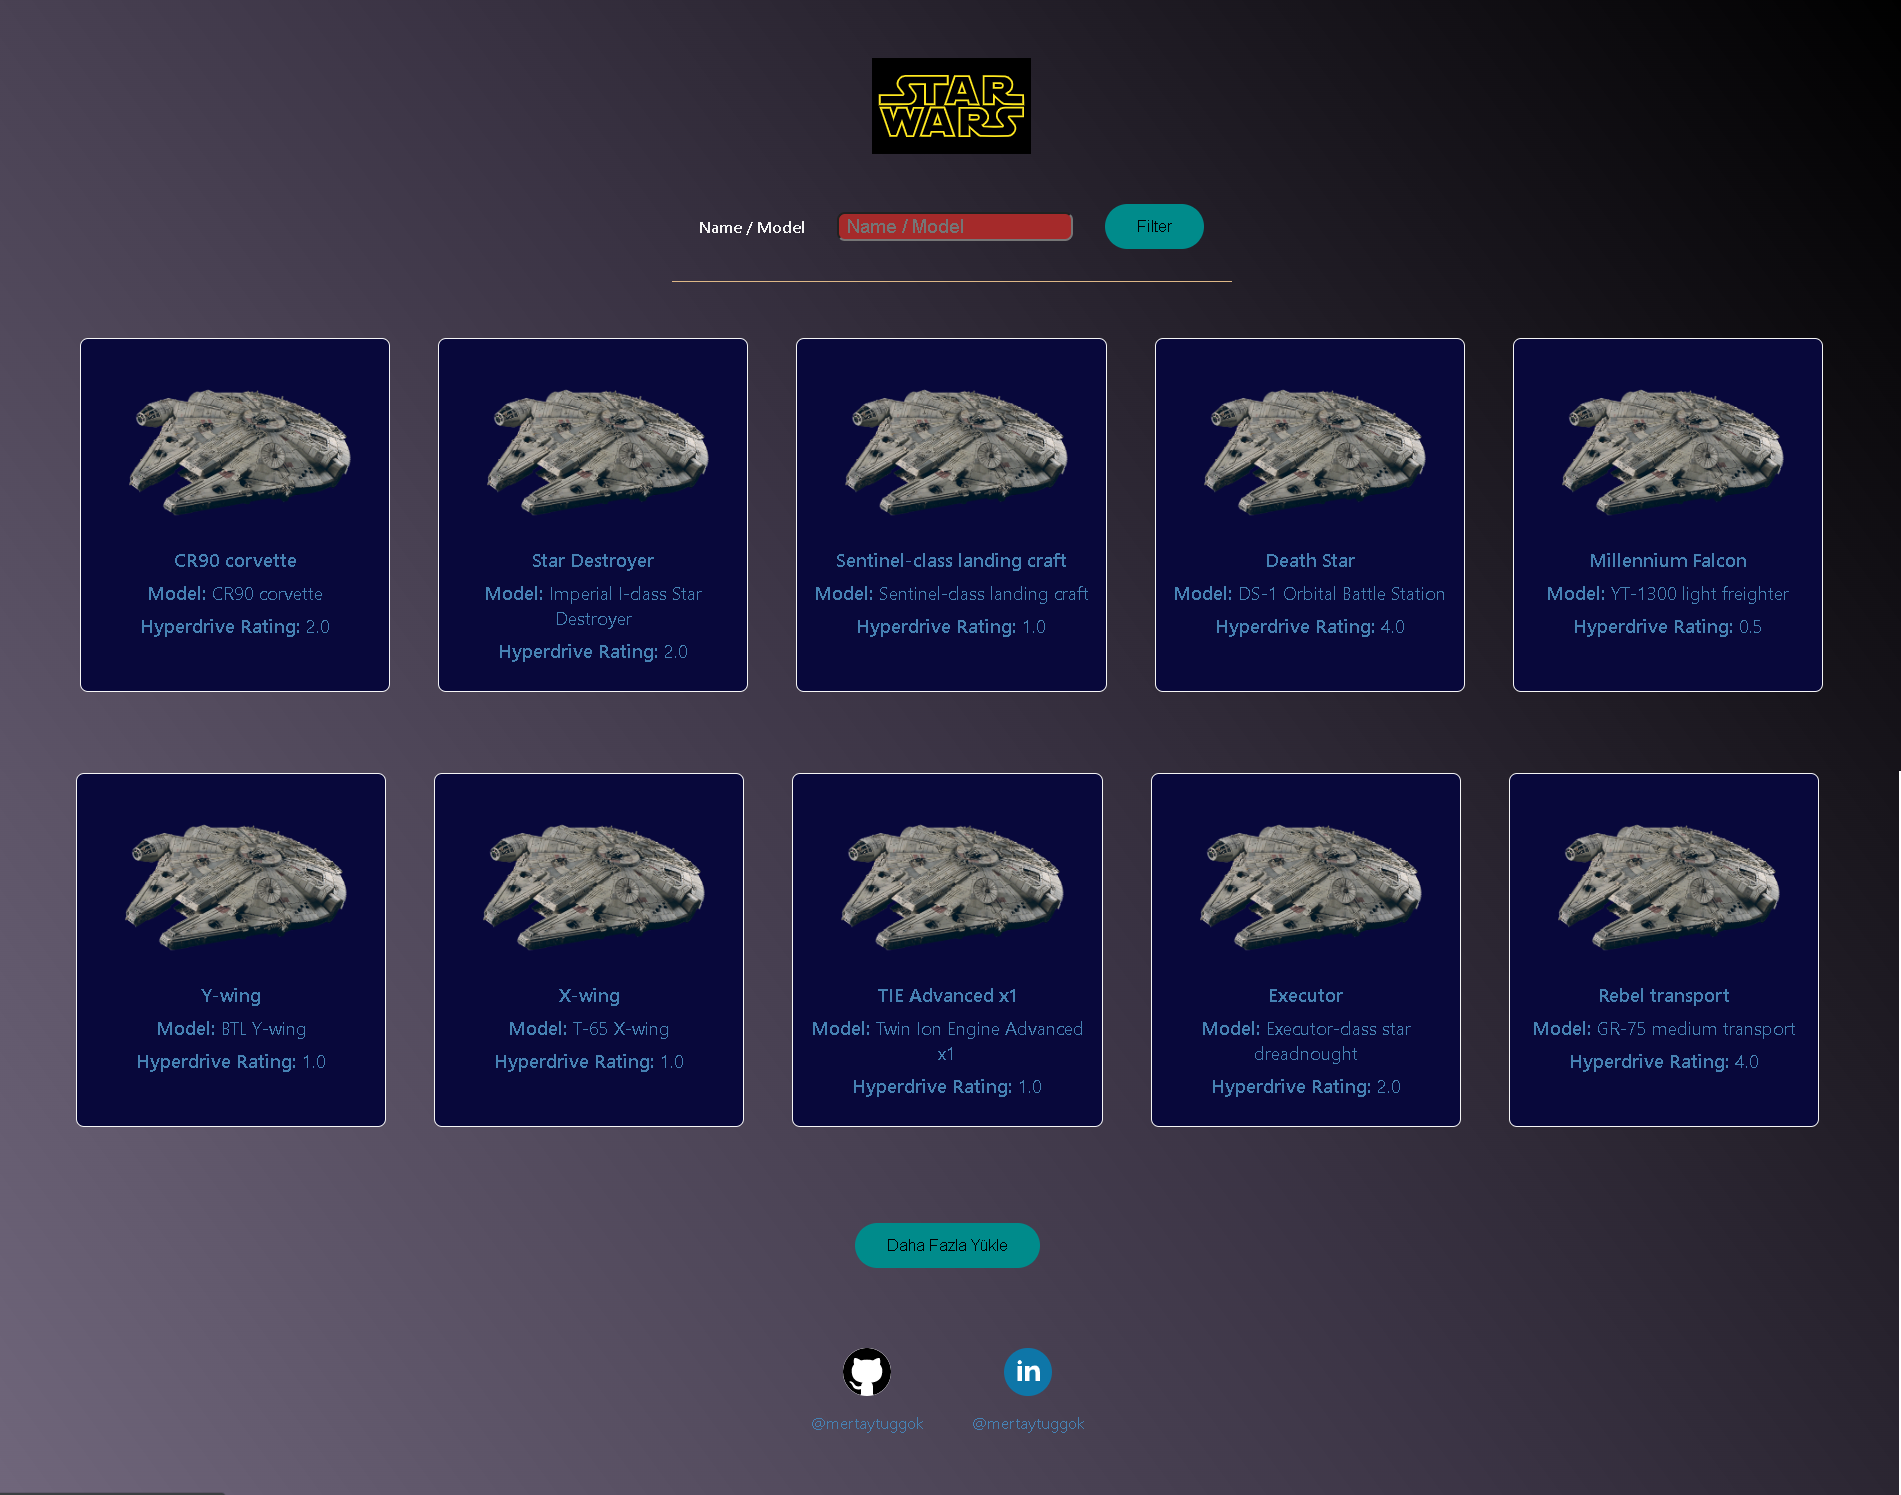 STAR
WARS
Name / Model
Name / Model
Filter
CR90 corvette
Model: CR90 corvette
Hyperdrive Rating: 2.0
Star Destroyer
Model: Imperial I-class Star
Destroyer
Hyperdrive Rating: 2.0
Sentinel-class landing craft
Model: Sentinel-class landing craft
Hyperdrive Rating: 1.0
Death Star
Model: DS-1 Orbital Battle Station
Hyperdrive Rating: 4.0
Millennium Falcon
Model: YT-1300 light freighter
Hyperdrive Rating: 0.5
Y-wing
Model: BTL Y-wing
Hyperdrive Rating: 1.0
X-wing
Model: T-65 X-wing
Hyperdrive Rating: 1.0
TIE Advanced x1
Model: Twin Ion Engine Advanced
x1
Hyperdrive Rating: 1.0
Executor
Model: Executor-class star
dreadnought
Hyperdrive Rating: 2.0
Rebel transport
Model: GR-75 medium transport
Hyperdrive Rating: 4.0
Daha Fazla Yükle
in
@mertaytuggok
@mertaytuggok